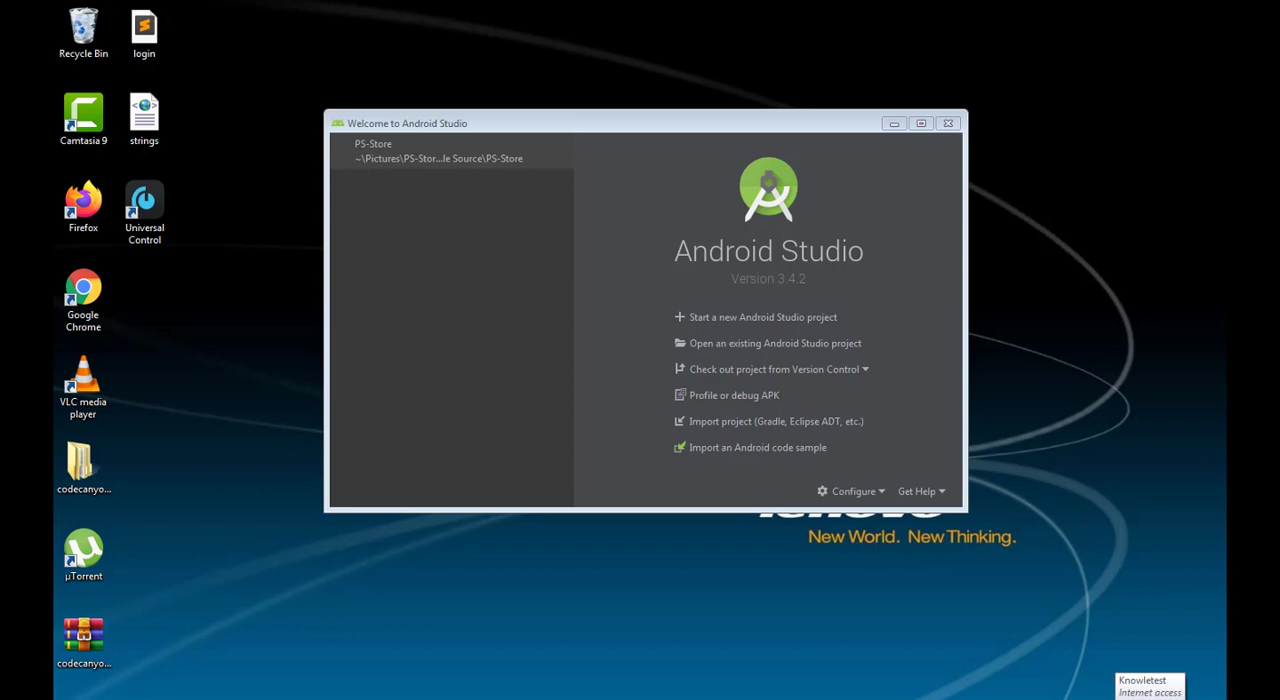 Recycle Bin
login
Camtasia 9
strings
Firefox
Universal
Control
Google
Chrome
VLC media
player
codecanyo...
µTorrent
codecanyo...
Welcome to Android Studio
PS-Store
~\Pictures\PS-Stor...le Source\PS-Store
Android Studio
Version 3.4.2
Start a new Android Studio project
Open an existing Android Studio project
Check out project from Version Control
Profile or debug APK
Import project (Gradle, Eclipse ADT, etc.)
Import an Android code sample
Configure
Get Help
lenovo
New World. New Thinking.
Knowletest
Internet access